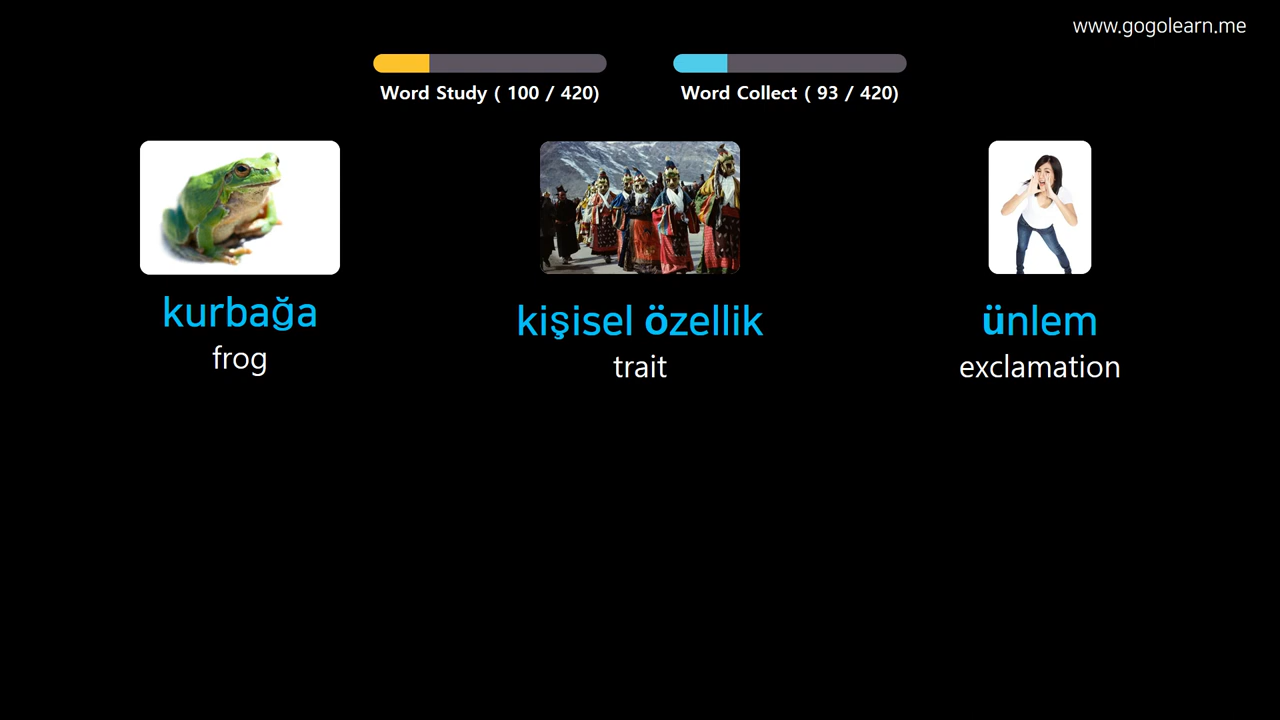 www.gogolearn.me
Word Study ( 100 / 420)
Word Collect ( 93 / 420)
kurbağa
frog
kişisel özellik
trait
ünlem
exclamation